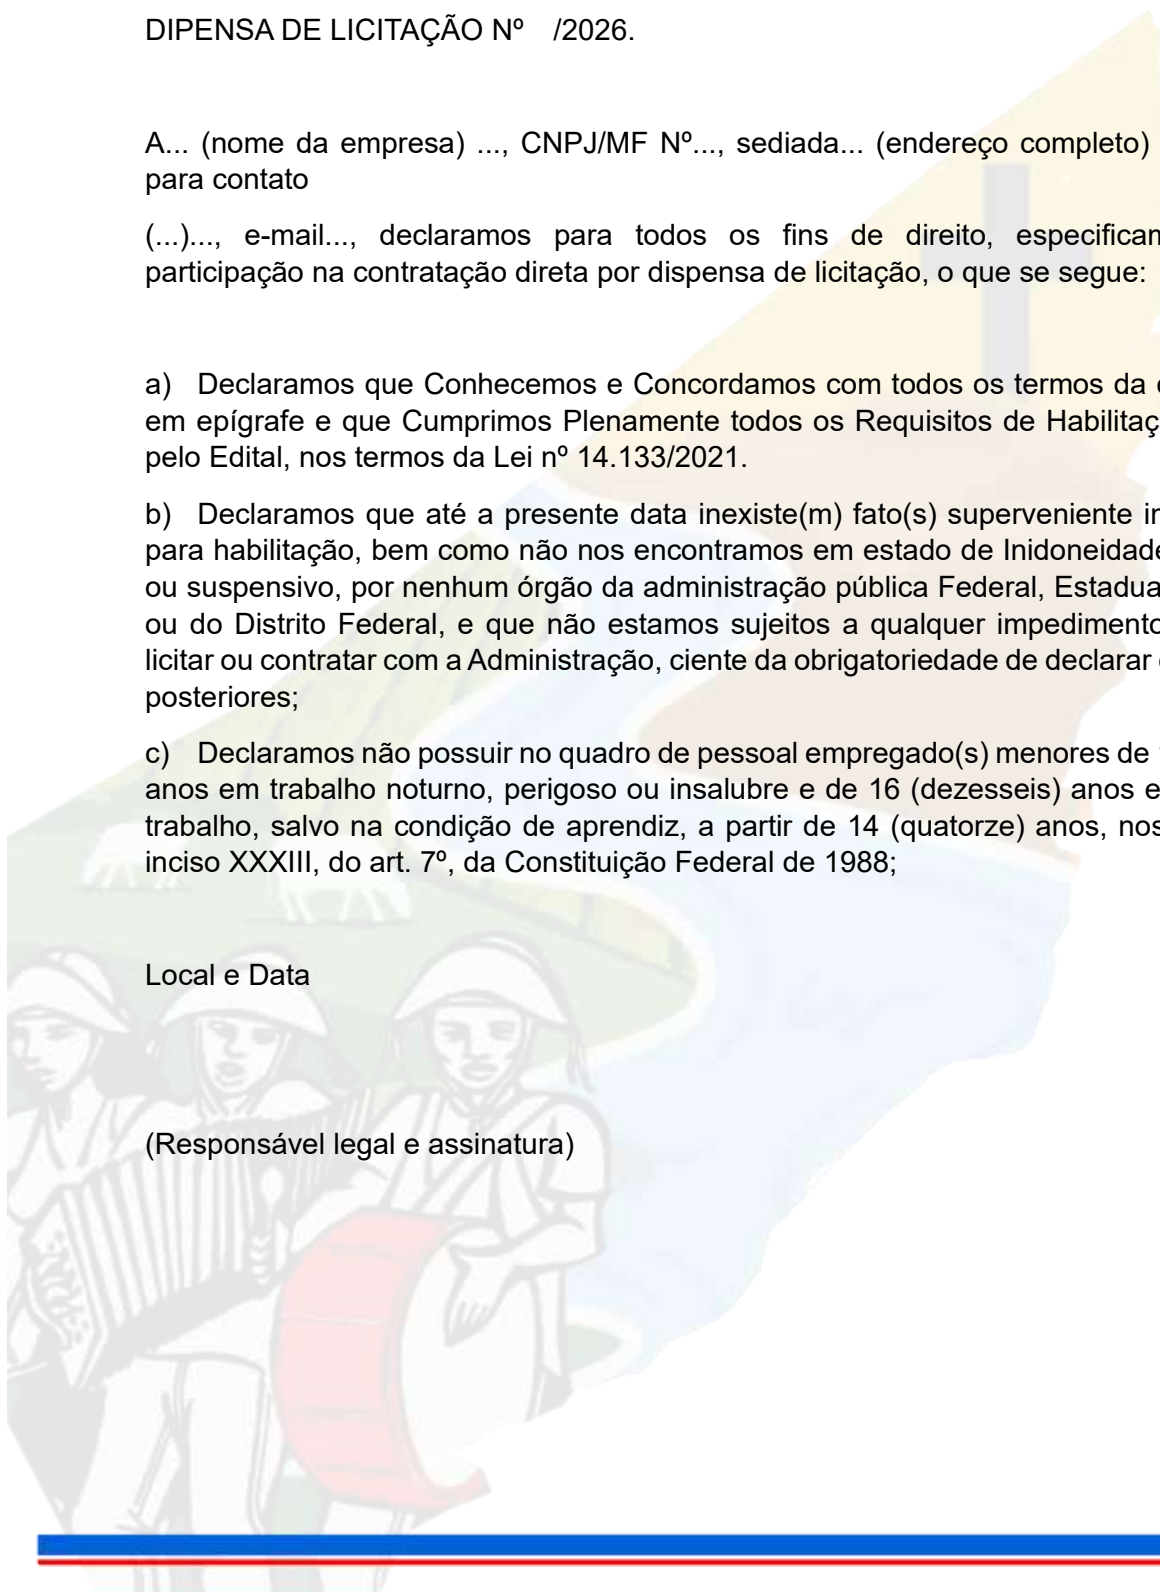 DIPENSA DE LICITAÇÃO Nº /2026.
A... (nome da empresa) ..., CNPJ/MF Nº..., sediada... (endereço completo)
para contato
(...)..., e-mail..., declaramos para todos os fins de direito,
participação na contratação direta por dispensa de licitação, o que se segue:
a) Declaramos que Conhecemos e Concordamos com todos os termos da
em epígrafe e que Cumprimos Plenamente todos os Requisitos de
pelo Edital, nos termos da Lei nº 14.133/2021.
b) Declaramos que até a presente data inexiste(m) fato(s) superveniente
para habilitação, bem como não nos encontramos em estado de
ou suspensivo, por nenhum órgão da administração pública Federal,
ou do Distrito Federal, e que não estamos sujeitos a qualquer
licitar ou contratar com a Administração, ciente da obrigatoriedade de declarar
posteriores;
c) Declaramos não possuir no quadro de pessoal empregado(s) menores de
anos em trabalho noturno, perigoso ou insalubre e de 16 (dezesseis) anos
trabalho, salvo na condição de aprendiz, a partir de 14 (quatorze) anos,
inciso XXXIII, do art. 7º, da Constituição Federal de 1988;
Local e Data
(Responsável legal e assinatura)